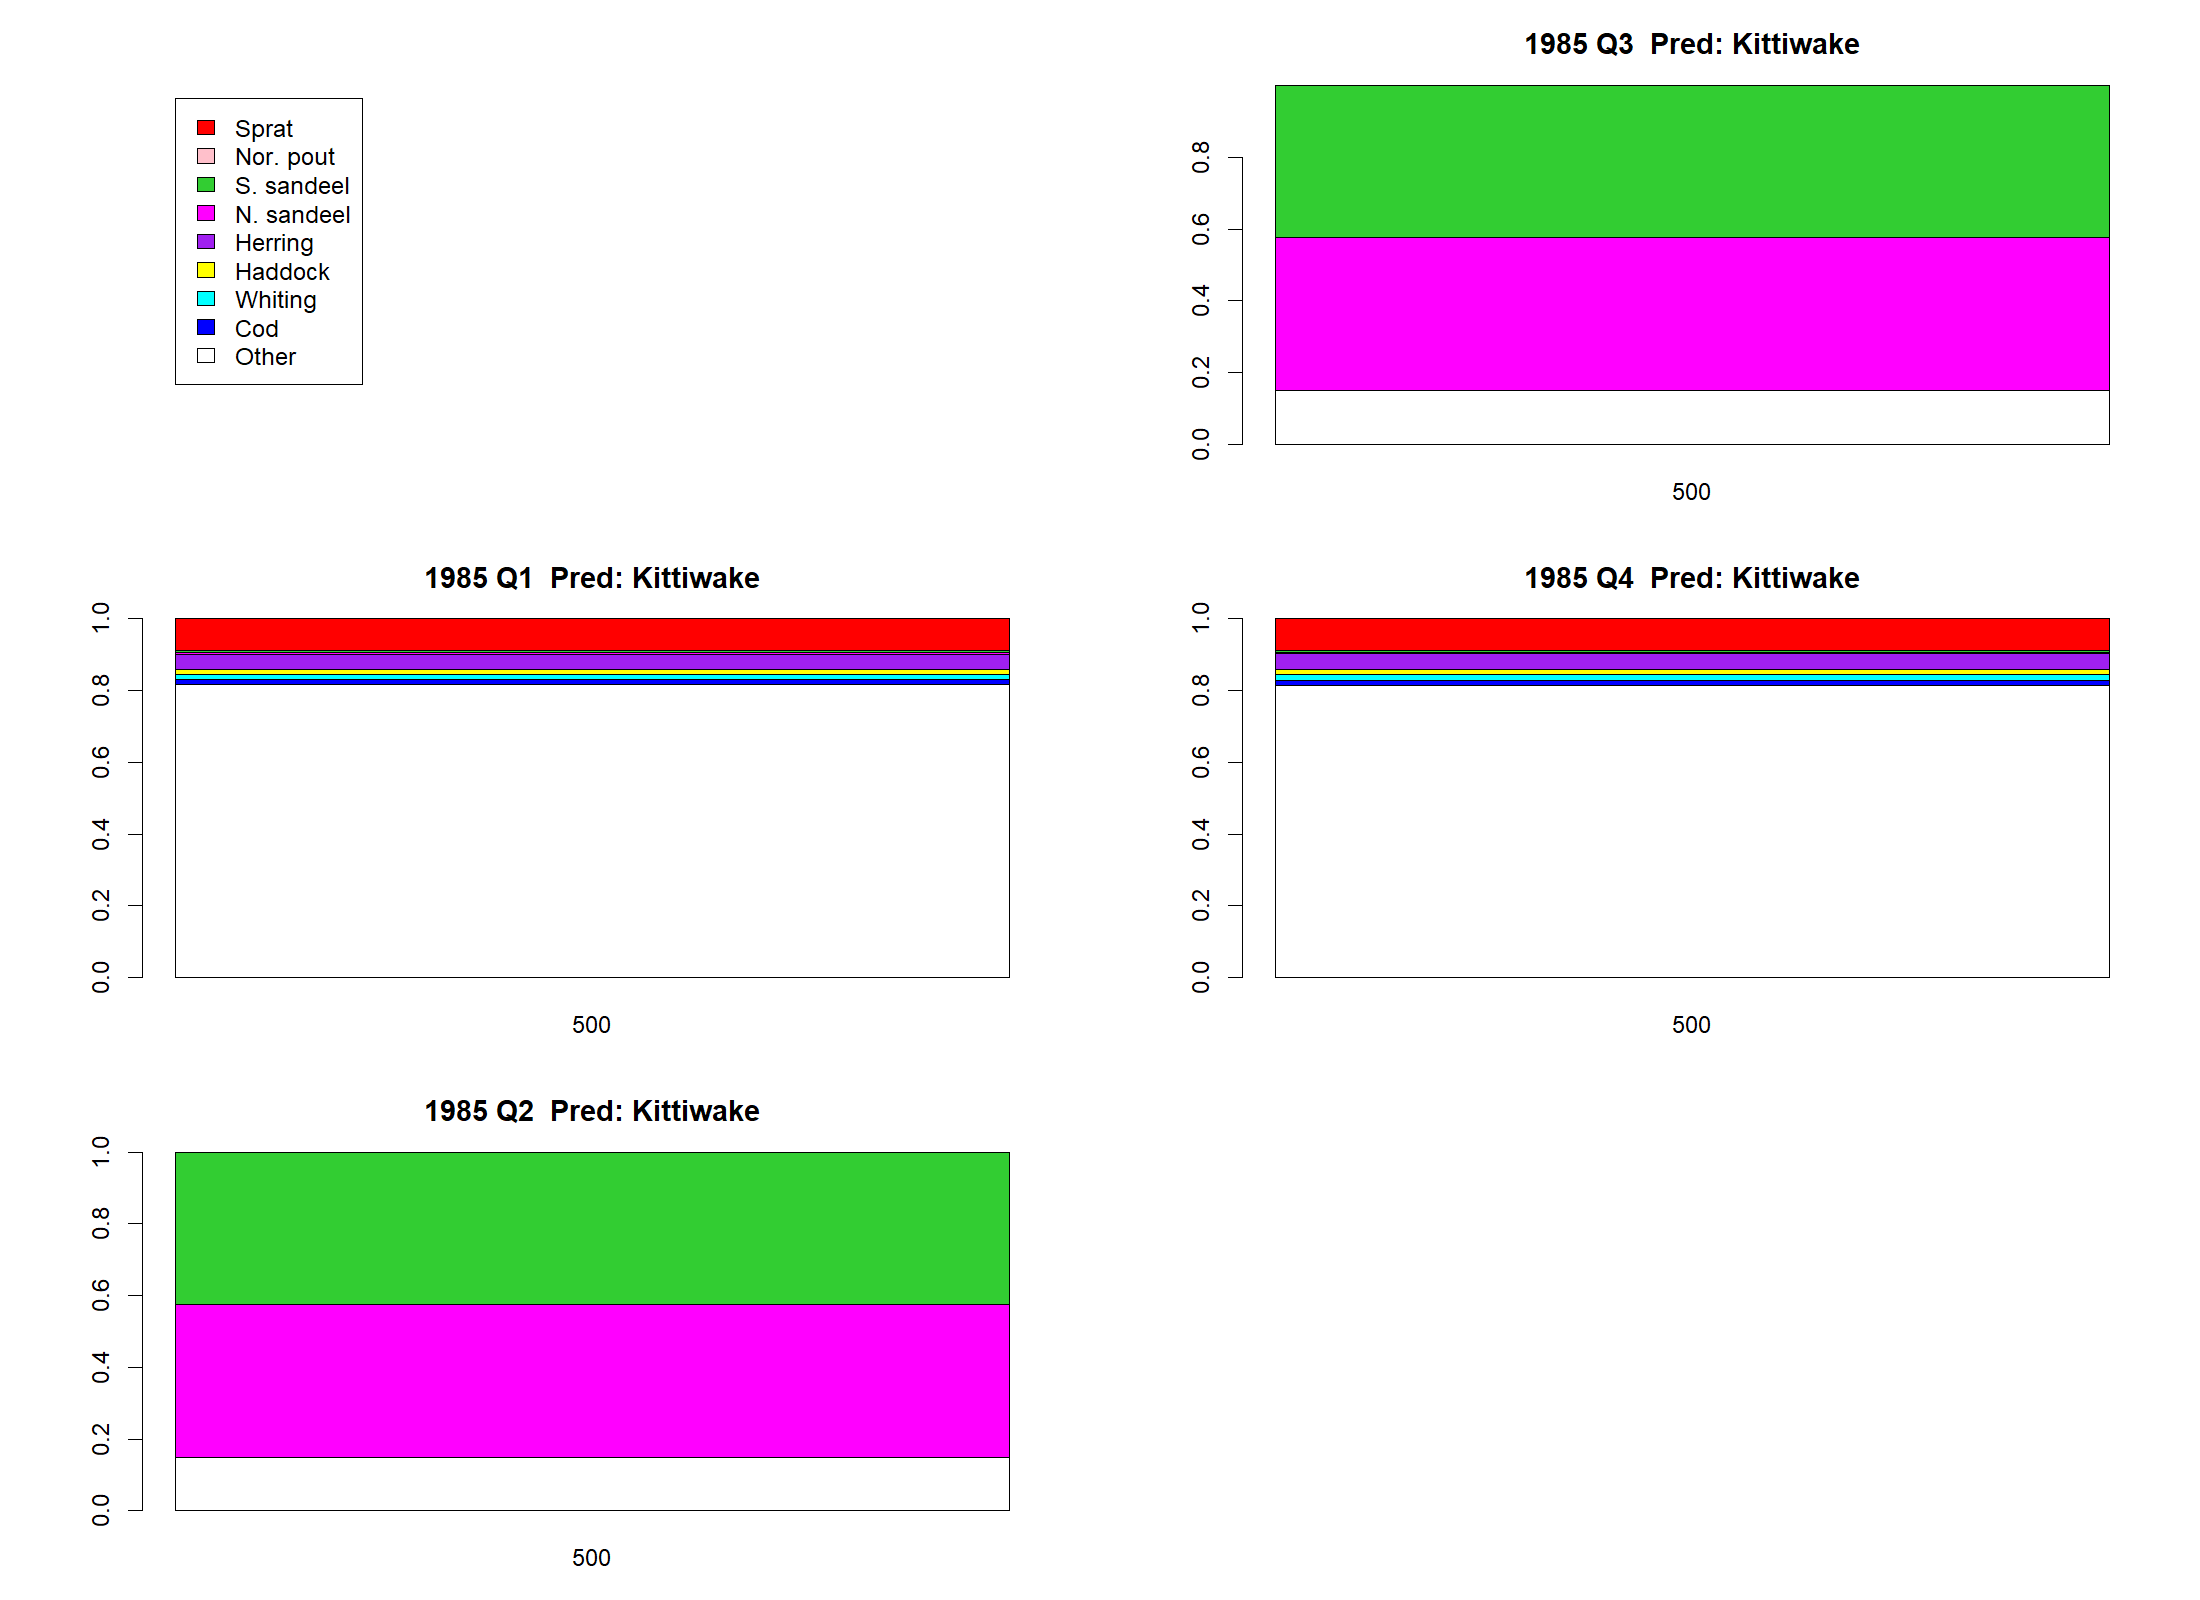 Sprat
Nor. pout
S. sandeel
N. sandeel
Herring
Haddock
Whiting
Cod
Other
1985 Q3  Pred: Kittiwake
0.8
0.6
0.4
0.2
0.0
500
1985 Q1  Pred: Kittiwake
1.0
0.8
0.6
0.4
0.2
0.0
500
1985 Q4  Pred: Kittiwake
1.0
0.8
0.6
0.4
0.2
0.0
500
1985 Q2  Pred: Kittiwake
1.0
0.8
0.6
0.4
0.2
0.0
500